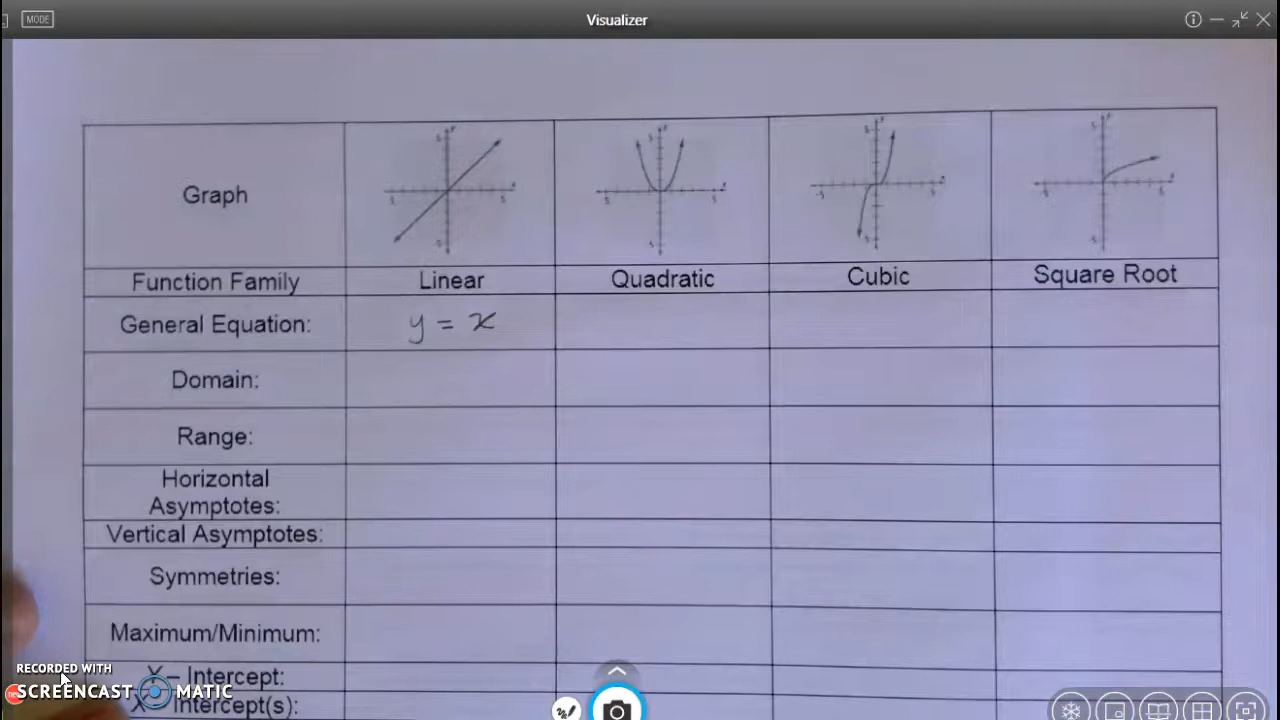 MODE
Visualizer
Graph
Function Family
Linear
Quadratic
Cubic
Square Root
General Equation:
y = x
Domain:
Range:
Horizontal
Asymptotes:
Vertical Asymptotes:
Symmetries:
Maximum/Minimum:
Y – Intercept:
X Intercept(s):
RECORDED WITH
SCREENCAST MATIC